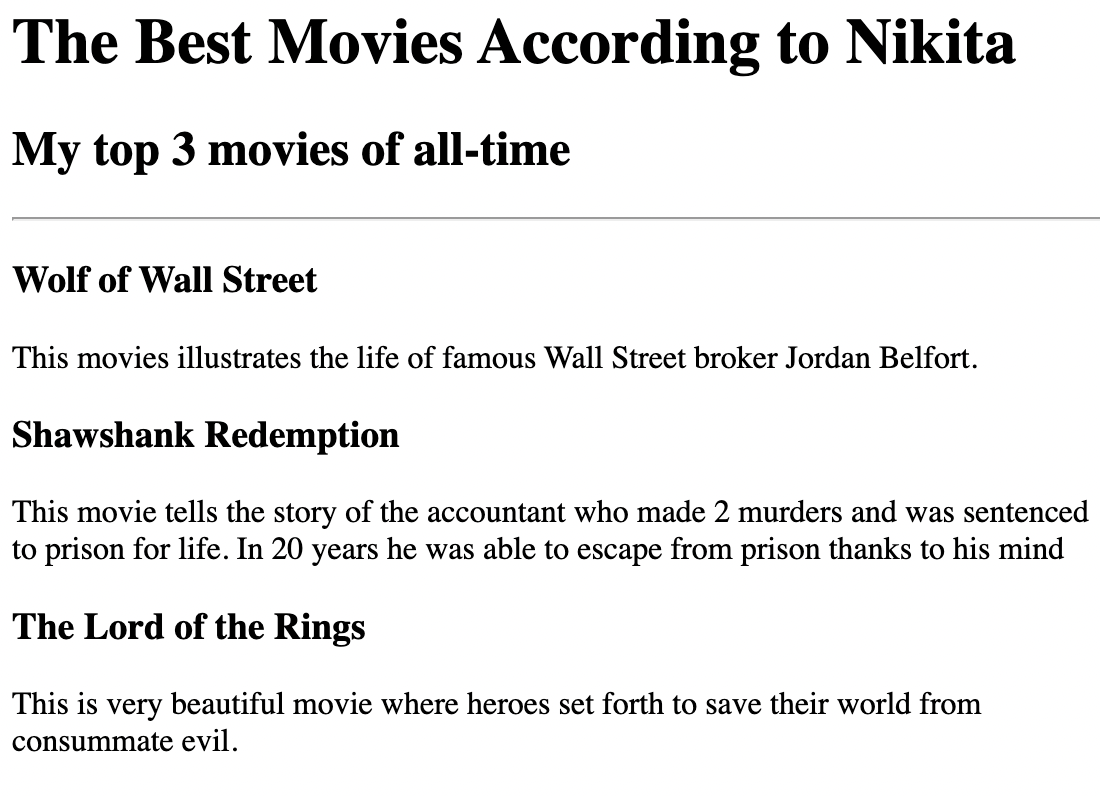 The Best Movies According to Nikita
My top 3 movies of all-time
Wolf of Wall Street
This movies illustrates the life of famous Wall Street broker Jordan Belfort.
Shawshank Redemption
This movie tells the story of the accountant who made 2 murders and was sentenced
to prison for life. In 20 years he was able to escape from prison thanks to his mind
The Lord of the Rings
This is very beautiful movie where heroes set forth to save their world from
consummate evil.